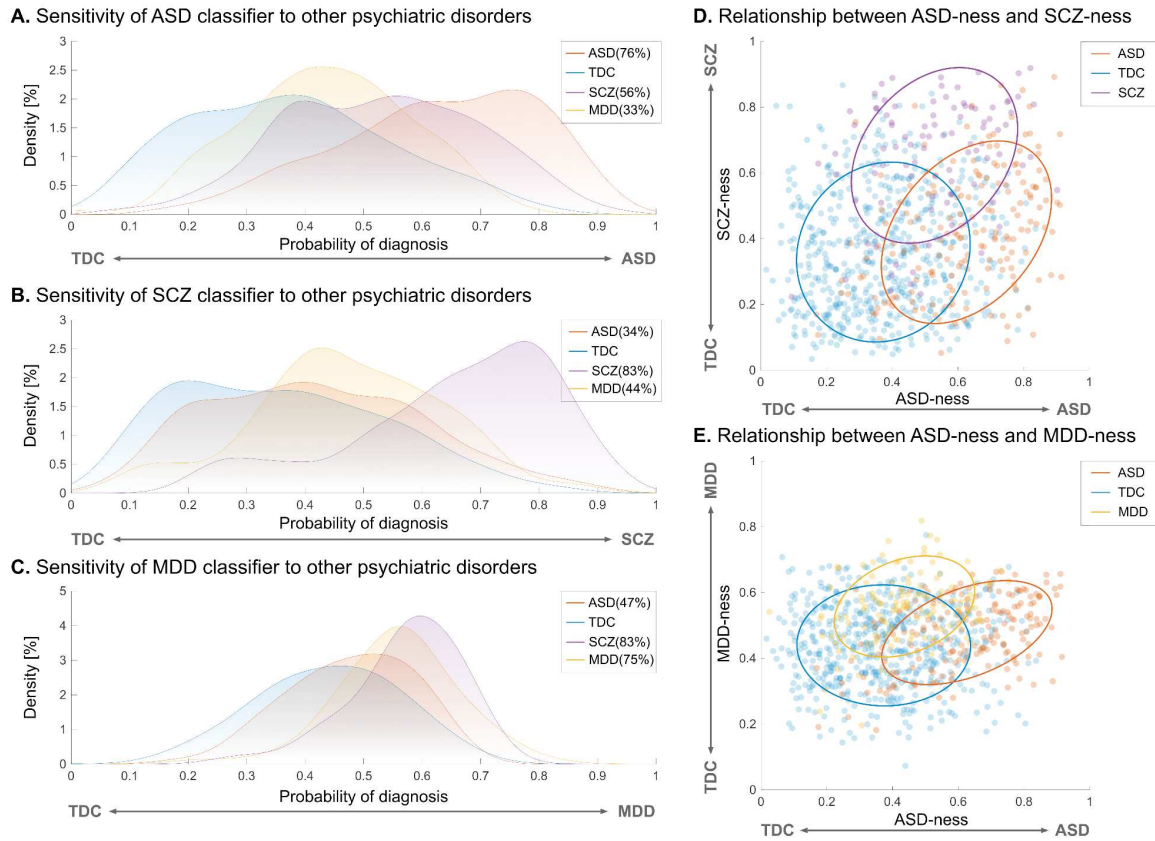 A. Sensitivity of ASD classifier to other psychiatric disorders
3
2.5
2
1.5
1
0.5
0
Density [%]
ASD(76%)
TDC
SCZ(56%)
MDD(33%)
0 0.1 0.2 0.3 0.4 0.5 0.6 0.7 0.8 0.9 1
Probability of diagnosis
TDC ASD
B. Sensitivity of SCZ classifier to other psychiatric disorders
3
2.5
2
1.5
1
0.5
0
Density [%]
ASD(34%)
TDC
SCZ(83%)
MDD(44%)
0 0.1 0.2 0.3 0.4 0.5 0.6 0.7 0.8 0.9 1
Probability of diagnosis
TDC SCZ
C. Sensitivity of MDD classifier to other psychiatric disorders
5
4
3
2
1
0
Density [%]
ASD(47%)
TDC
SCZ(83%)
MDD(75%)
0 0.1 0.2 0.3 0.4 0.5 0.6 0.7 0.8 0.9 1
Probability of diagnosis
TDC MDD
D. Relationship between ASD-ness and SCZ-ness
1
0.8
0.6
0.4
0.2
0
SCZ
SCZ-ness
TDC
ASD
TDC
SCZ
0 0.2 0.4 0.6 0.8 1
ASD-ness
TDC ASD
E. Relationship between ASD-ness and MDD-ness
1
0.8
0.6
0.4
0.2
0
MDD
MDD-ness
TDC
ASD
TDC
MDD
0 0.2 0.4 0.6 0.8 1
ASD-ness
TDC ASD